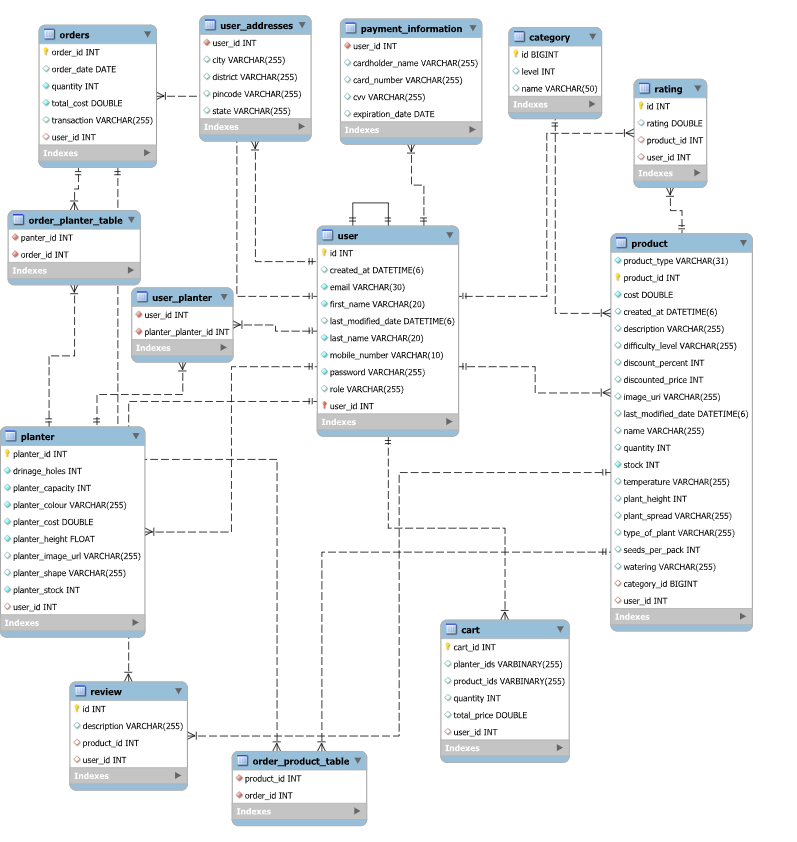 orders
order_id INT
order_date DATE
quantity INT
total_cost DOUBLE
transaction VARCHAR(255)
user_id INT
Indexes
user_addresses
user_id INT
city VARCHAR(255)
district VARCHAR(255)
pincode VARCHAR(255)
state VARCHAR(255)
Indexes
payment_information
user_id INT
cardholder_name VARCHAR(255)
card_number VARCHAR(255)
cvv VARCHAR(255)
expiration_date DATE
Indexes
category
id BIGINT
level INT
name VARCHAR(50)
Indexes
rating
id INT
rating DOUBLE
product_id INT
user_id INT
Indexes
order_planter_table
panter_id INT
order_id INT
Indexes
user_planter
user_id INT
planter_planter_id INT
Indexes
user
id INT
created_at DATETIME(6)
email VARCHAR(30)
first_name VARCHAR(20)
last_modified_date DATETIME(6)
last_name VARCHAR(20)
mobile_number VARCHAR(10)
password VARCHAR(255)
role VARCHAR(255)
user_id INT
Indexes
product
product_type VARCHAR(31)
product_id INT
cost DOUBLE
created_at DATETIME(6)
description VARCHAR(255)
difficulty_level VARCHAR(255)
discount_percent INT
discounted_price INT
image_url VARCHAR(255)
last_modified_date DATETIME(6)
name VARCHAR(255)
quantity INT
stock INT
temperature VARCHAR(255)
plant_height INT
plant_spread VARCHAR(255)
type_of_plant VARCHAR(255)
seeds_per_pack INT
watering VARCHAR(255)
category_id BIGINT
user_id INT
Indexes
planter
planter_id INT
drinage_holes INT
planter_capacity INT
planter_colour VARCHAR(255)
planter_cost DOUBLE
planter_height FLOAT
planter_image_url VARCHAR(255)
planter_shape VARCHAR(255)
planter_stock INT
user_id INT
Indexes
cart
cart_id INT
planter_ids VARBINARY(255)
product_ids VARBINARY(255)
quantity INT
total_price DOUBLE
user_id INT
Indexes
review
id INT
description VARCHAR(255)
product_id INT
user_id INT
Indexes
order_product_table
product_id INT
order_id INT
Indexes